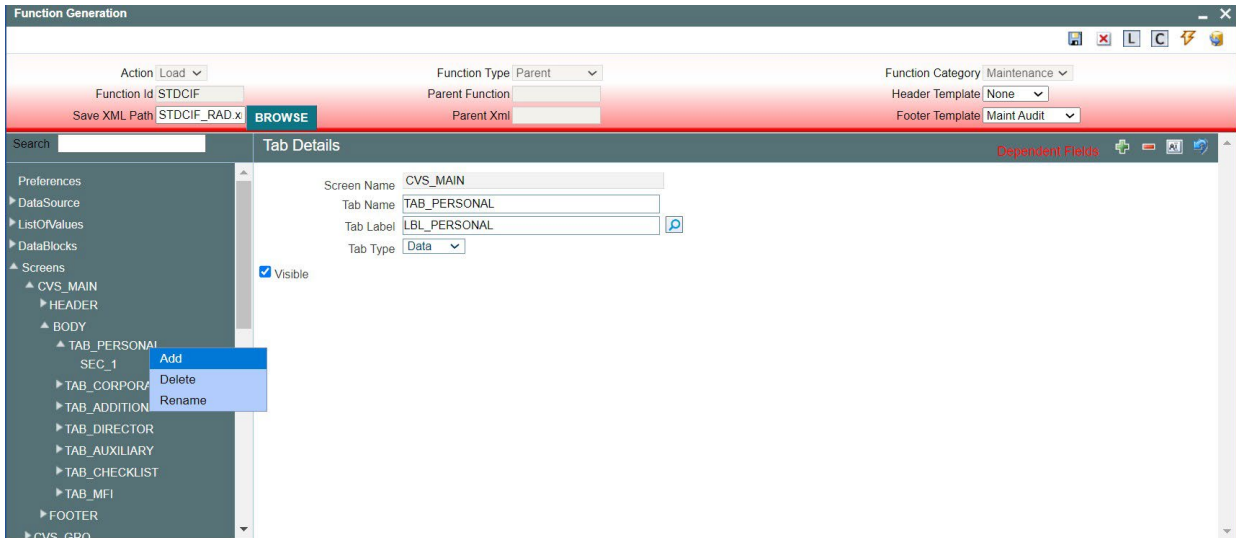 Function Generation
L C
Action Load Function Type Parent Function Category Maintenance
Function Id STDCIF Parent Function Header Template None
Save XML Path STDCIF_RAD.x BROWSE Parent Xml Footer Template Maint Audit
Search Tab Details Dependent Fields
Preferences
DataSource
ListOfValues
DataBlocks
Screens
CVS_MAIN
HEADER
BODY
TAB_PERSONAL
SEC_1
TAB_CORPORA
TAB_ADDITION
TAB_DIRECTOR
TAB_AUXILIARY
TAB_CHECKLIST
TAB_MFI
FOOTER
CVS_GRO
Add
Delete
Rename
Screen Name CVS_MAIN
Tab Name TAB_PERSONAL
Tab Label LBL_PERSONAL
Tab Type Data
Visible